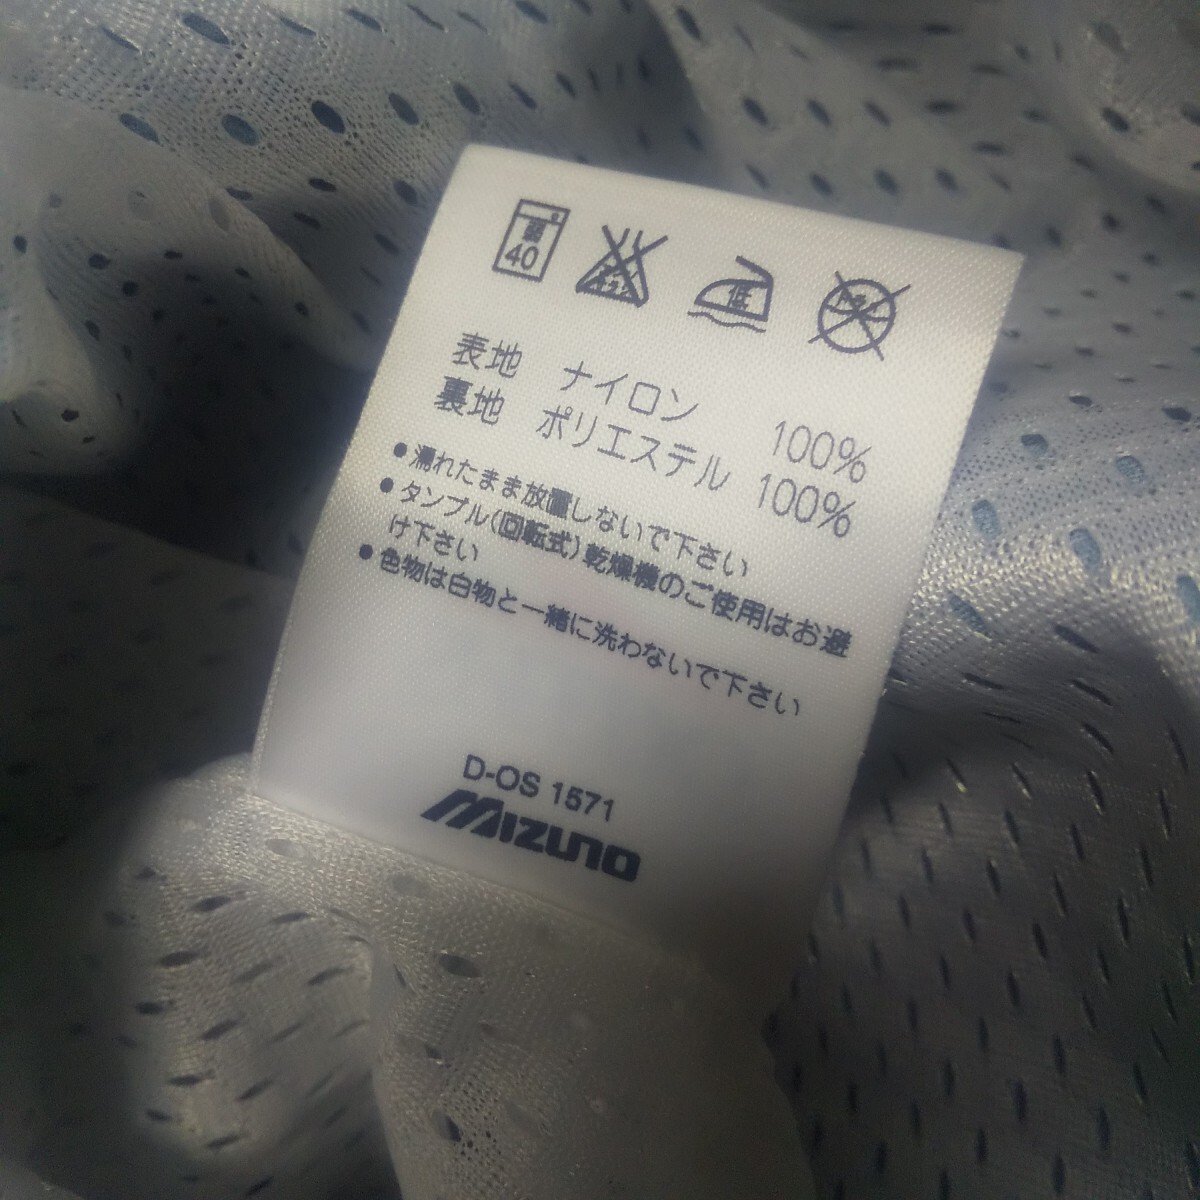 弱
40
低
表地 ナイロン 100%
裏地 ポリエステル 100%
●濡れたまま放置しないで下さい
●タンブル(回転式)乾燥機のご使用はお避
け下さい
●色物は白物と一緒に洗わないで下さい
D-OS 1571
MIZUNO